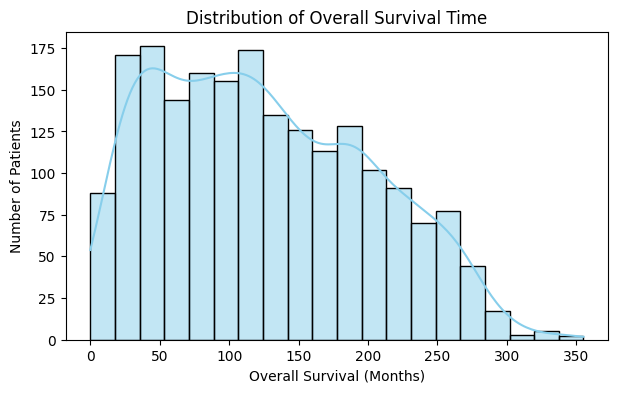 Distribution of Overall Survival Time
Number of Patients
175
150
125
100
75
50
25
0
0 50 100 150 200 250 300 350
Overall Survival (Months)